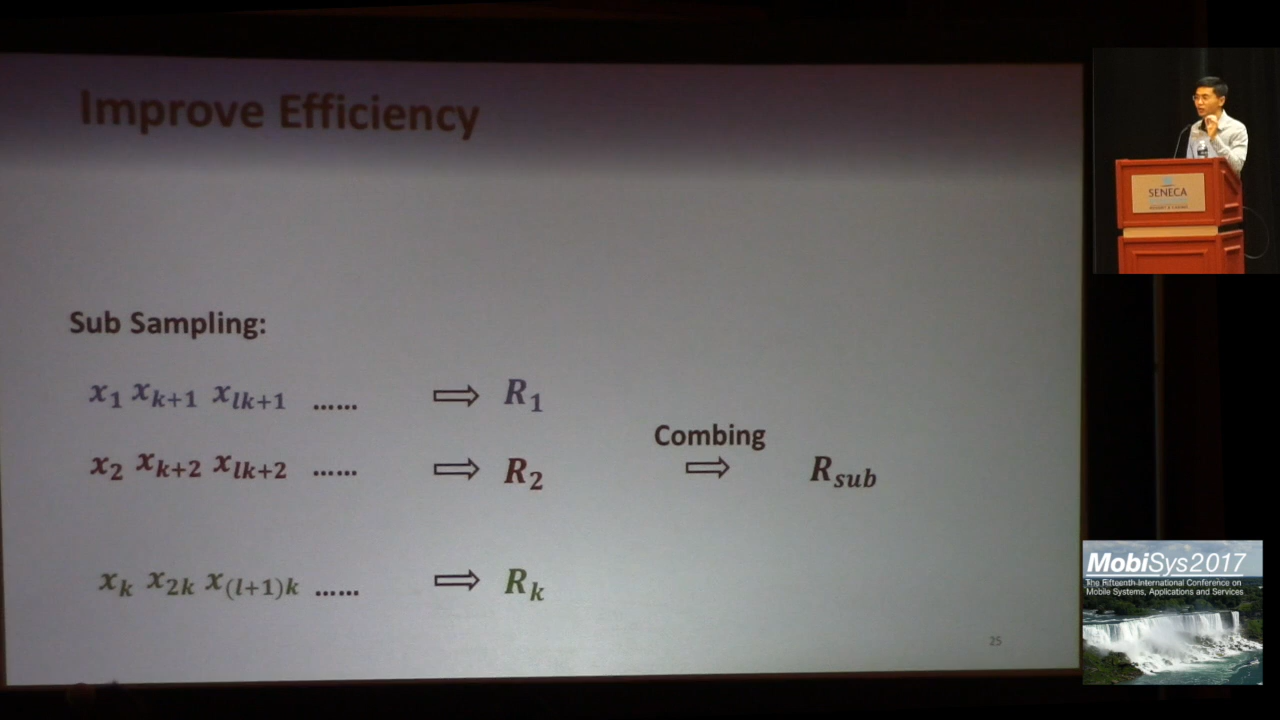 Improve Efficiency
Sub Sampling:
x₁ xₖ₊₁ xₗₖ₊₁ ...... ⇒ R₁
x₂ xₖ₊₂ xₗₖ₊₂ ...... ⇒ R₂
Combing
⇒ R_sub
xₖ x₂ₖ x₍ₗ₊₁₎ₖ ...... ⇒ Rₖ
25
SENECA
MobiSys2017
The Fifteenth International Conference on
Mobile Systems, Applications and Services